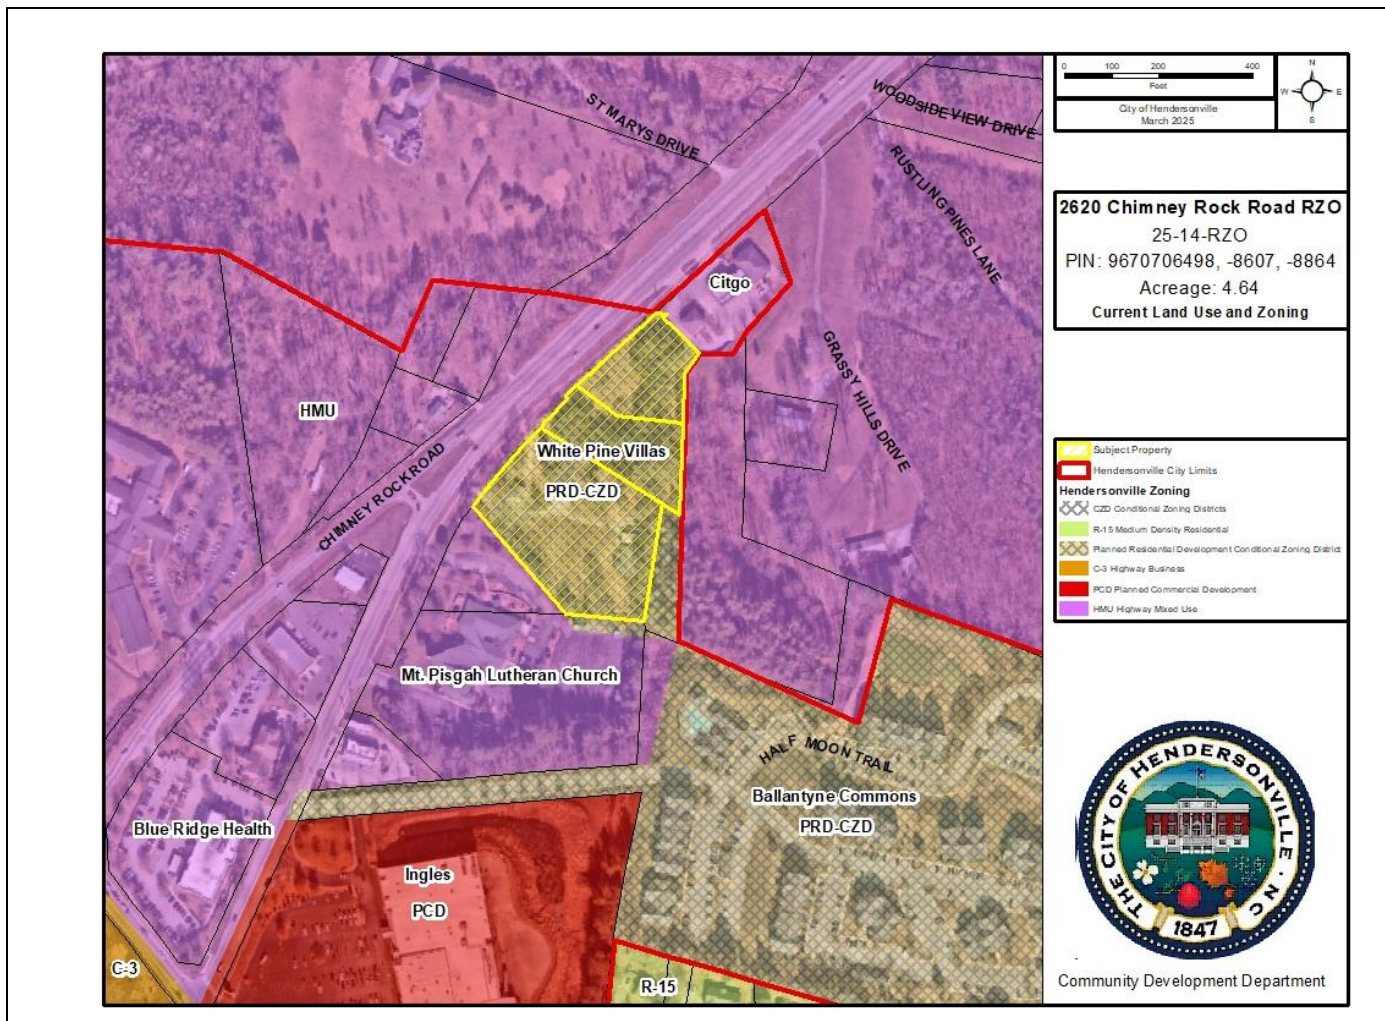 0 100 200 400
Feet
N
W E
S
City of Hendersonville
March 2025
2620 Chimney Rock Road RZO
25-14-RZO
PIN: 9670706498, -8607, -8864
Acreage: 4.64
Current Land Use and Zoning
Subject Property
Hendersonville City Limits
Hendersonville Zoning
CZD Conditional Zoning Districts
R-15 Medium Density Residential
Planned Residential Development Conditional Zoning District
C-3 Highway Business
PCD Planned Commercial Development
HMU Highway Mixed Use
THE CITY OF HENDERSONVILLE · NC
1847
Community Development Department
ST MARYS DRIVE
WOODSIDE VIEW DRIVE
RUSTLING PINES LANE
Citgo
GRASSY HILLS DRIVE
HMU
CHIMNEY ROCK ROAD
White Pine Villas
PRD-CZD
Mt. Pisgah Lutheran Church
HALF MOON TRAIL
Ballantyne Commons
PRD-CZD
Blue Ridge Health
Ingles
PCD
C-3
R-15